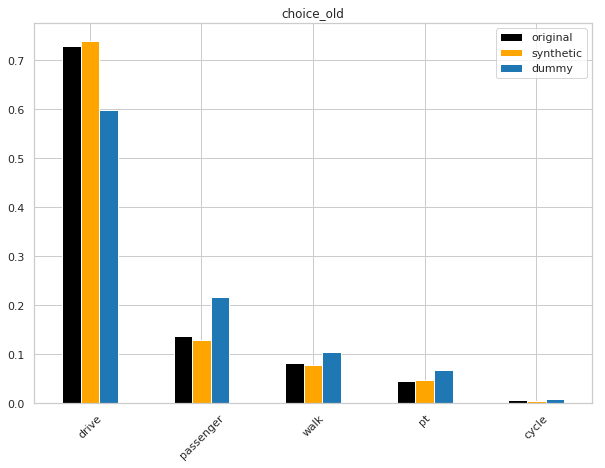 choice_old
original
synthetic
dummy
0.7
0.6
0.5
0.4
0.3
0.2
0.1
0.0
drive
passenger
walk
pt
cycle